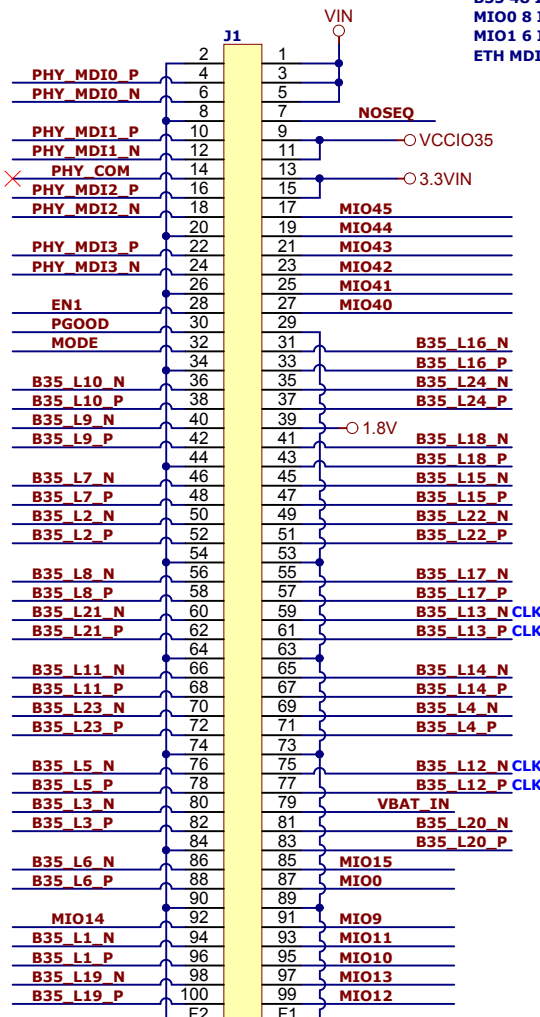 B35 48 I
MIO0 8 I
MIO1 6 I
ETH MDI
VIN
J1
2 1
PHY_MDI0_P 4 3
PHY_MDI0_N 6 5
8 7 NOSEQ
PHY_MDI1_P 10 9 VCCIO35
PHY_MDI1_N 12 11
PHY_COM 14 13 3.3VIN
PHY_MDI2_P 16 15
PHY_MDI2_N 18 17 MIO45
20 19 MIO44
PHY_MDI3_P 22 21 MIO43
PHY_MDI3_N 24 23 MIO42
26 25 MIO41
EN1 28 27 MIO40
PGOOD 30 29
MODE 32 31 B35_L16_N
34 33 B35_L16_P
B35_L10_N 36 35 B35_L24_N
B35_L10_P 38 37 B35_L24_P
B35_L9_N 40 39 1.8V
B35_L9_P 42 41 B35_L18_N
44 43 B35_L18_P
B35_L7_N 46 45 B35_L15_N
B35_L7_P 48 47 B35_L15_P
B35_L2_N 50 49 B35_L22_N
B35_L2_P 52 51 B35_L22_P
54 53
B35_L8_N 56 55 B35_L17_N
B35_L8_P 58 57 B35_L17_P
B35_L21_N 60 59 B35_L13_N CLK
B35_L21_P 62 61 B35_L13_P CLK
64 63
B35_L11_N 66 65 B35_L14_N
B35_L11_P 68 67 B35_L14_P
B35_L23_N 70 69 B35_L4_N
B35_L23_P 72 71 B35_L4_P
74 73
B35_L5_N 76 75 B35_L12_N CLK
B35_L5_P 78 77 B35_L12_P CLK
B35_L3_N 80 79 VBAT_IN
B35_L3_P 82 81 B35_L20_N
84 83 B35_L20_P
B35_L6_N 86 85 MIO15
B35_L6_P 88 87 MIO0
90 89
MIO14 92 91 MIO9
B35_L1_N 94 93 MIO11
B35_L1_P 96 95 MIO10
B35_L19_N 98 97 MIO13
B35_L19_P 100 99 MIO12
E2 E1